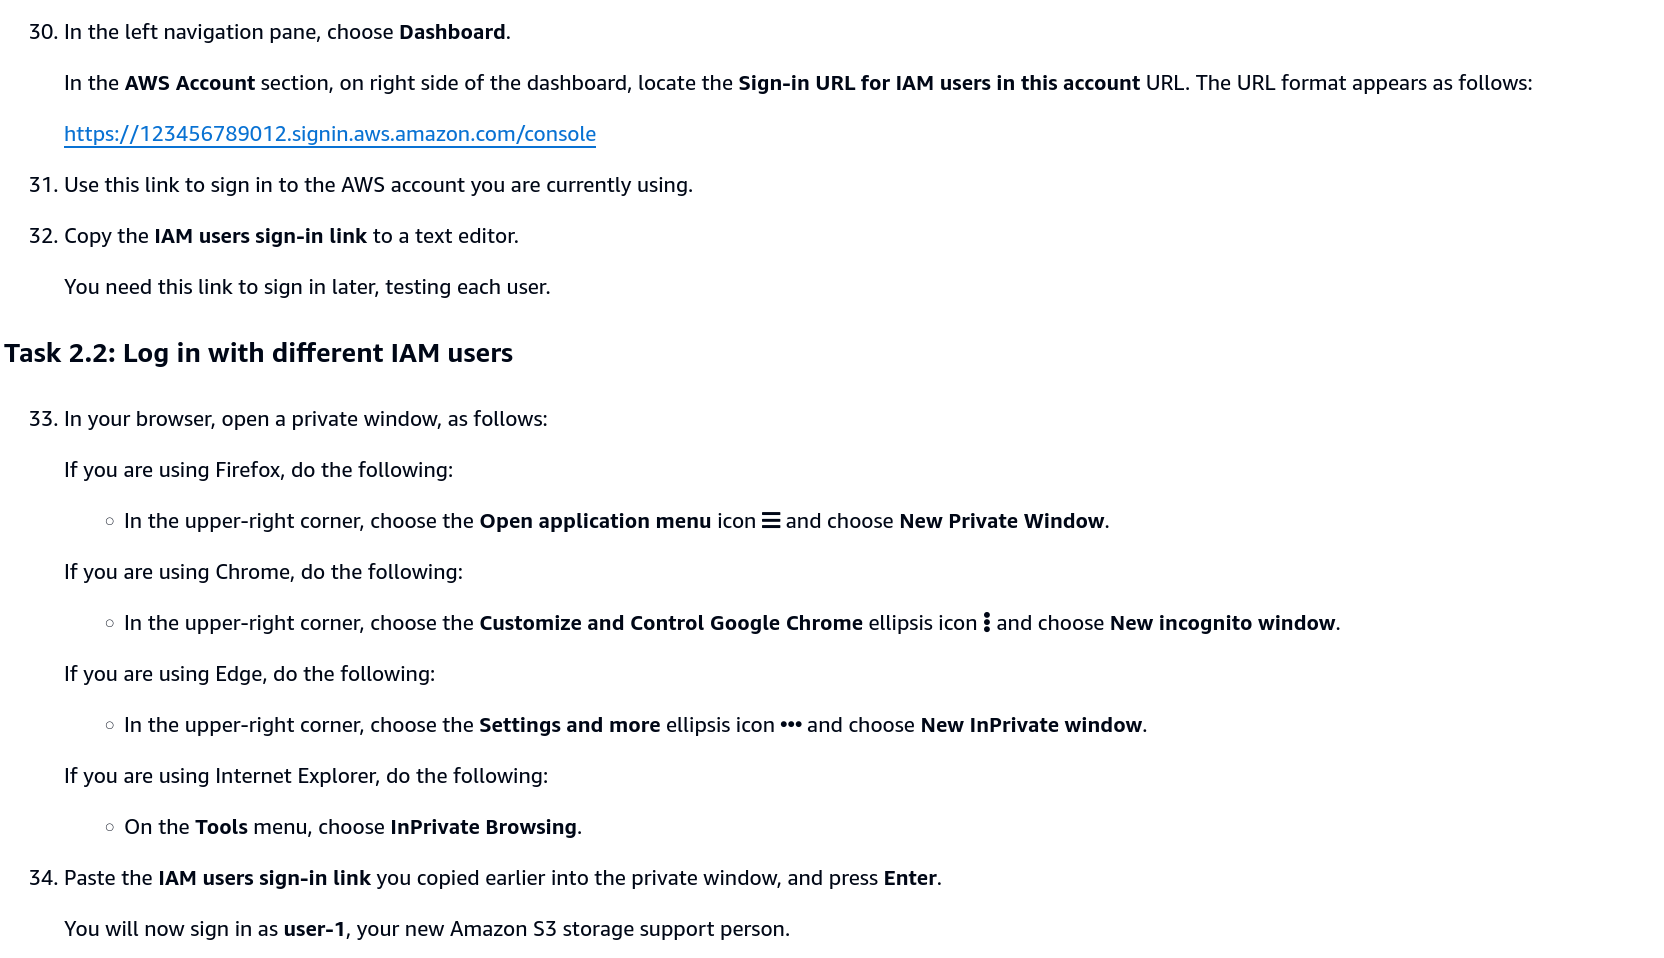 30. In the left navigation pane, choose Dashboard.
In the AWS Account section, on right side of the dashboard, locate the Sign-in URL for IAM users in this account URL. The URL format appears as follows:
https://123456789012.signin.aws.amazon.com/console
31. Use this link to sign in to the AWS account you are currently using.
32. Copy the IAM users sign-in link to a text editor.
You need this link to sign in later, testing each user.
Task 2.2: Log in with different IAM users
33. In your browser, open a private window, as follows:
If you are using Firefox, do the following:
○ In the upper-right corner, choose the Open application menu icon ☰ and choose New Private Window.
If you are using Chrome, do the following:
○ In the upper-right corner, choose the Customize and Control Google Chrome ellipsis icon ⋮ and choose New incognito window.
If you are using Edge, do the following:
○ In the upper-right corner, choose the Settings and more ellipsis icon ••• and choose New InPrivate window.
If you are using Internet Explorer, do the following:
○ On the Tools menu, choose InPrivate Browsing.
34. Paste the IAM users sign-in link you copied earlier into the private window, and press Enter.
You will now sign in as user-1, your new Amazon S3 storage support person.